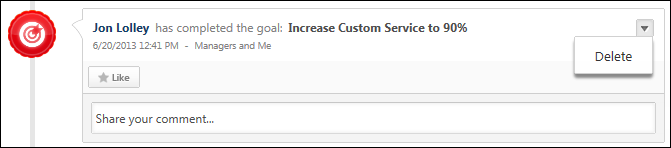 Jon Lolley has completed the goal: Increase Custom Service to 90%
6/20/2013 12:41 PM - Managers and Me
Delete
Like
Share your comment...